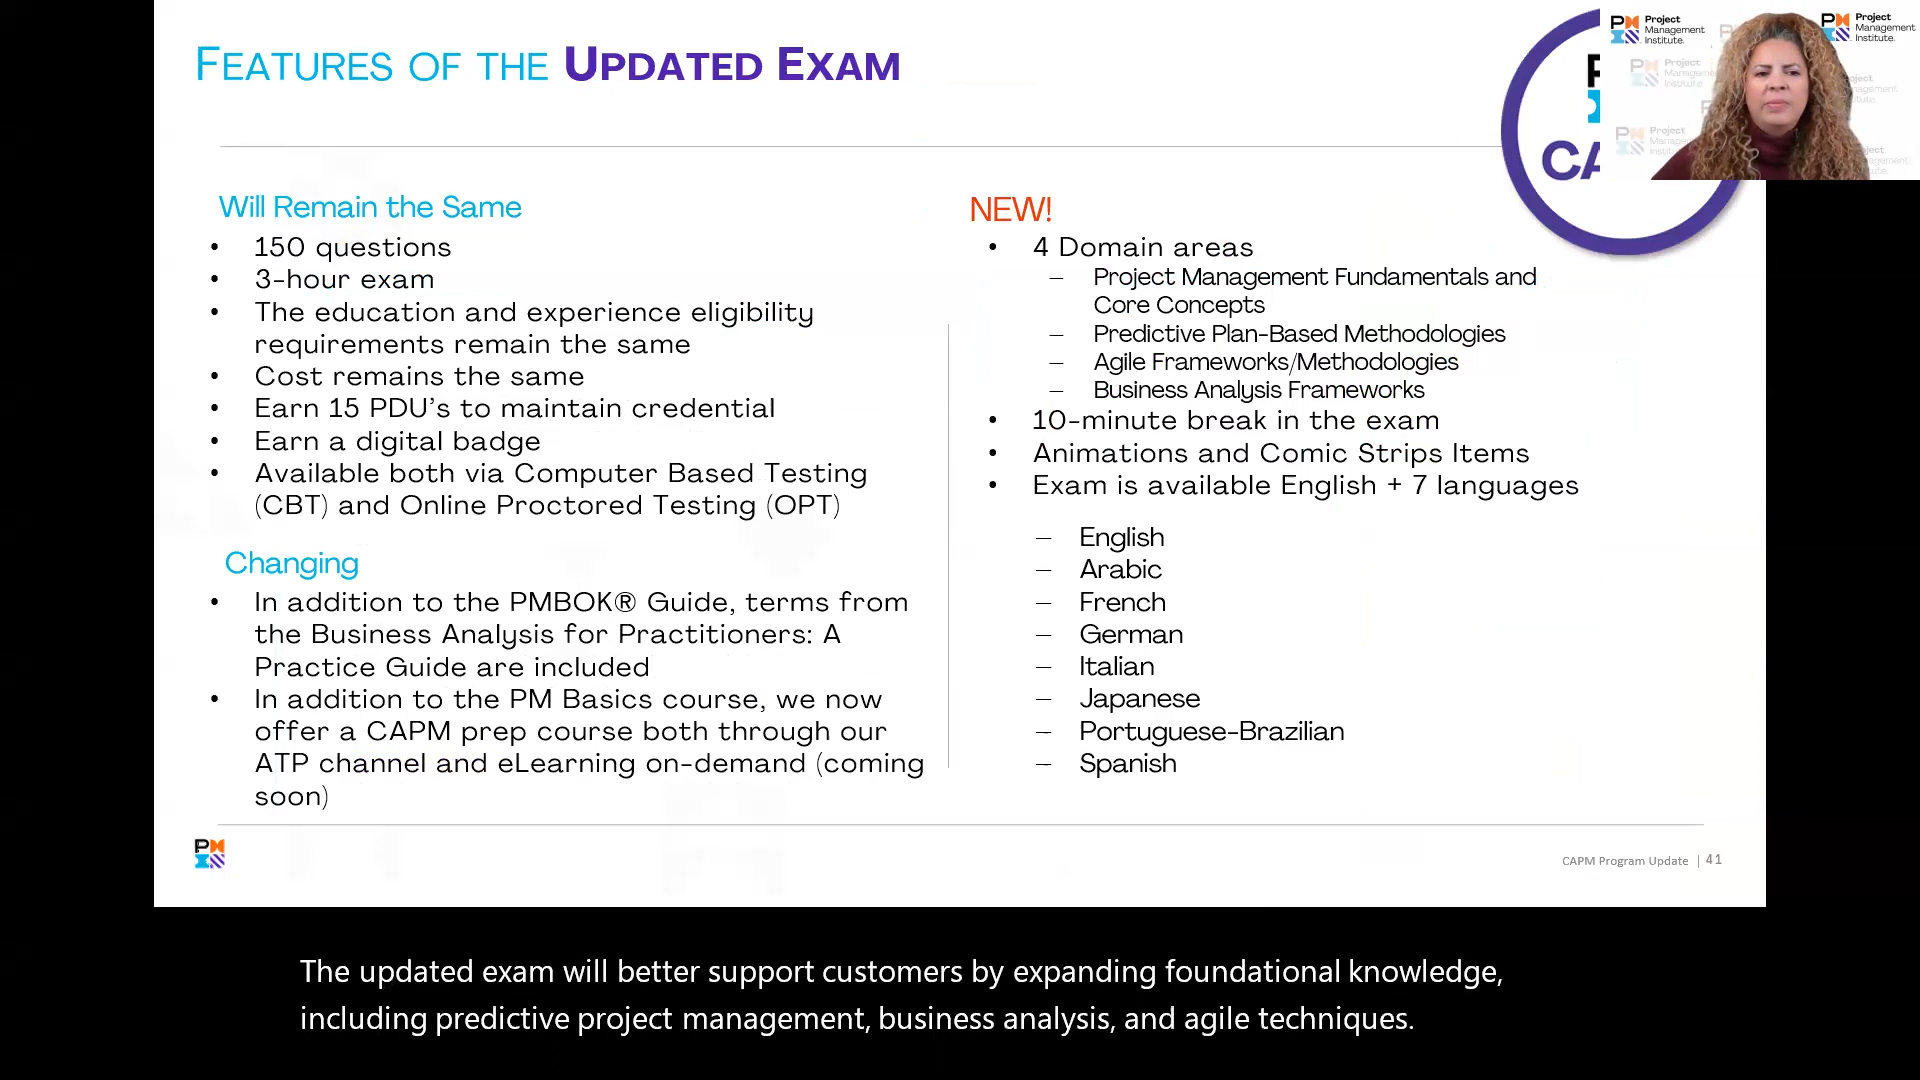 FEATURES OF THE UPDATED EXAM
Project
Management
Institute.
Project
Management
Institute.
Project
Management
Institute
Project
CA
Will Remain the Same
• 150 questions
• 3-hour exam
• The education and experience eligibility
requirements remain the same
• Cost remains the same
• Earn 15 PDU’s to maintain credential
• Earn a digital badge
• Available both via Computer Based Testing
(CBT) and Online Proctored Testing (OPT)
Changing
• In addition to the PMBOK® Guide, terms from
the Business Analysis for Practitioners: A
Practice Guide are included
• In addition to the PM Basics course, we now
offer a CAPM prep course both through our
ATP channel and eLearning on-demand (coming
soon)
NEW!
• 4 Domain areas
– Project Management Fundamentals and
Core Concepts
– Predictive Plan-Based Methodologies
– Agile Frameworks/Methodologies
– Business Analysis Frameworks
• 10-minute break in the exam
• Animations and Comic Strips Items
• Exam is available English + 7 languages
– English
– Arabic
– French
– German
– Italian
– Japanese
– Portuguese-Brazilian
– Spanish
CAPM Program Update | 41
The updated exam will better support customers by expanding foundational knowledge,
including predictive project management, business analysis, and agile techniques.